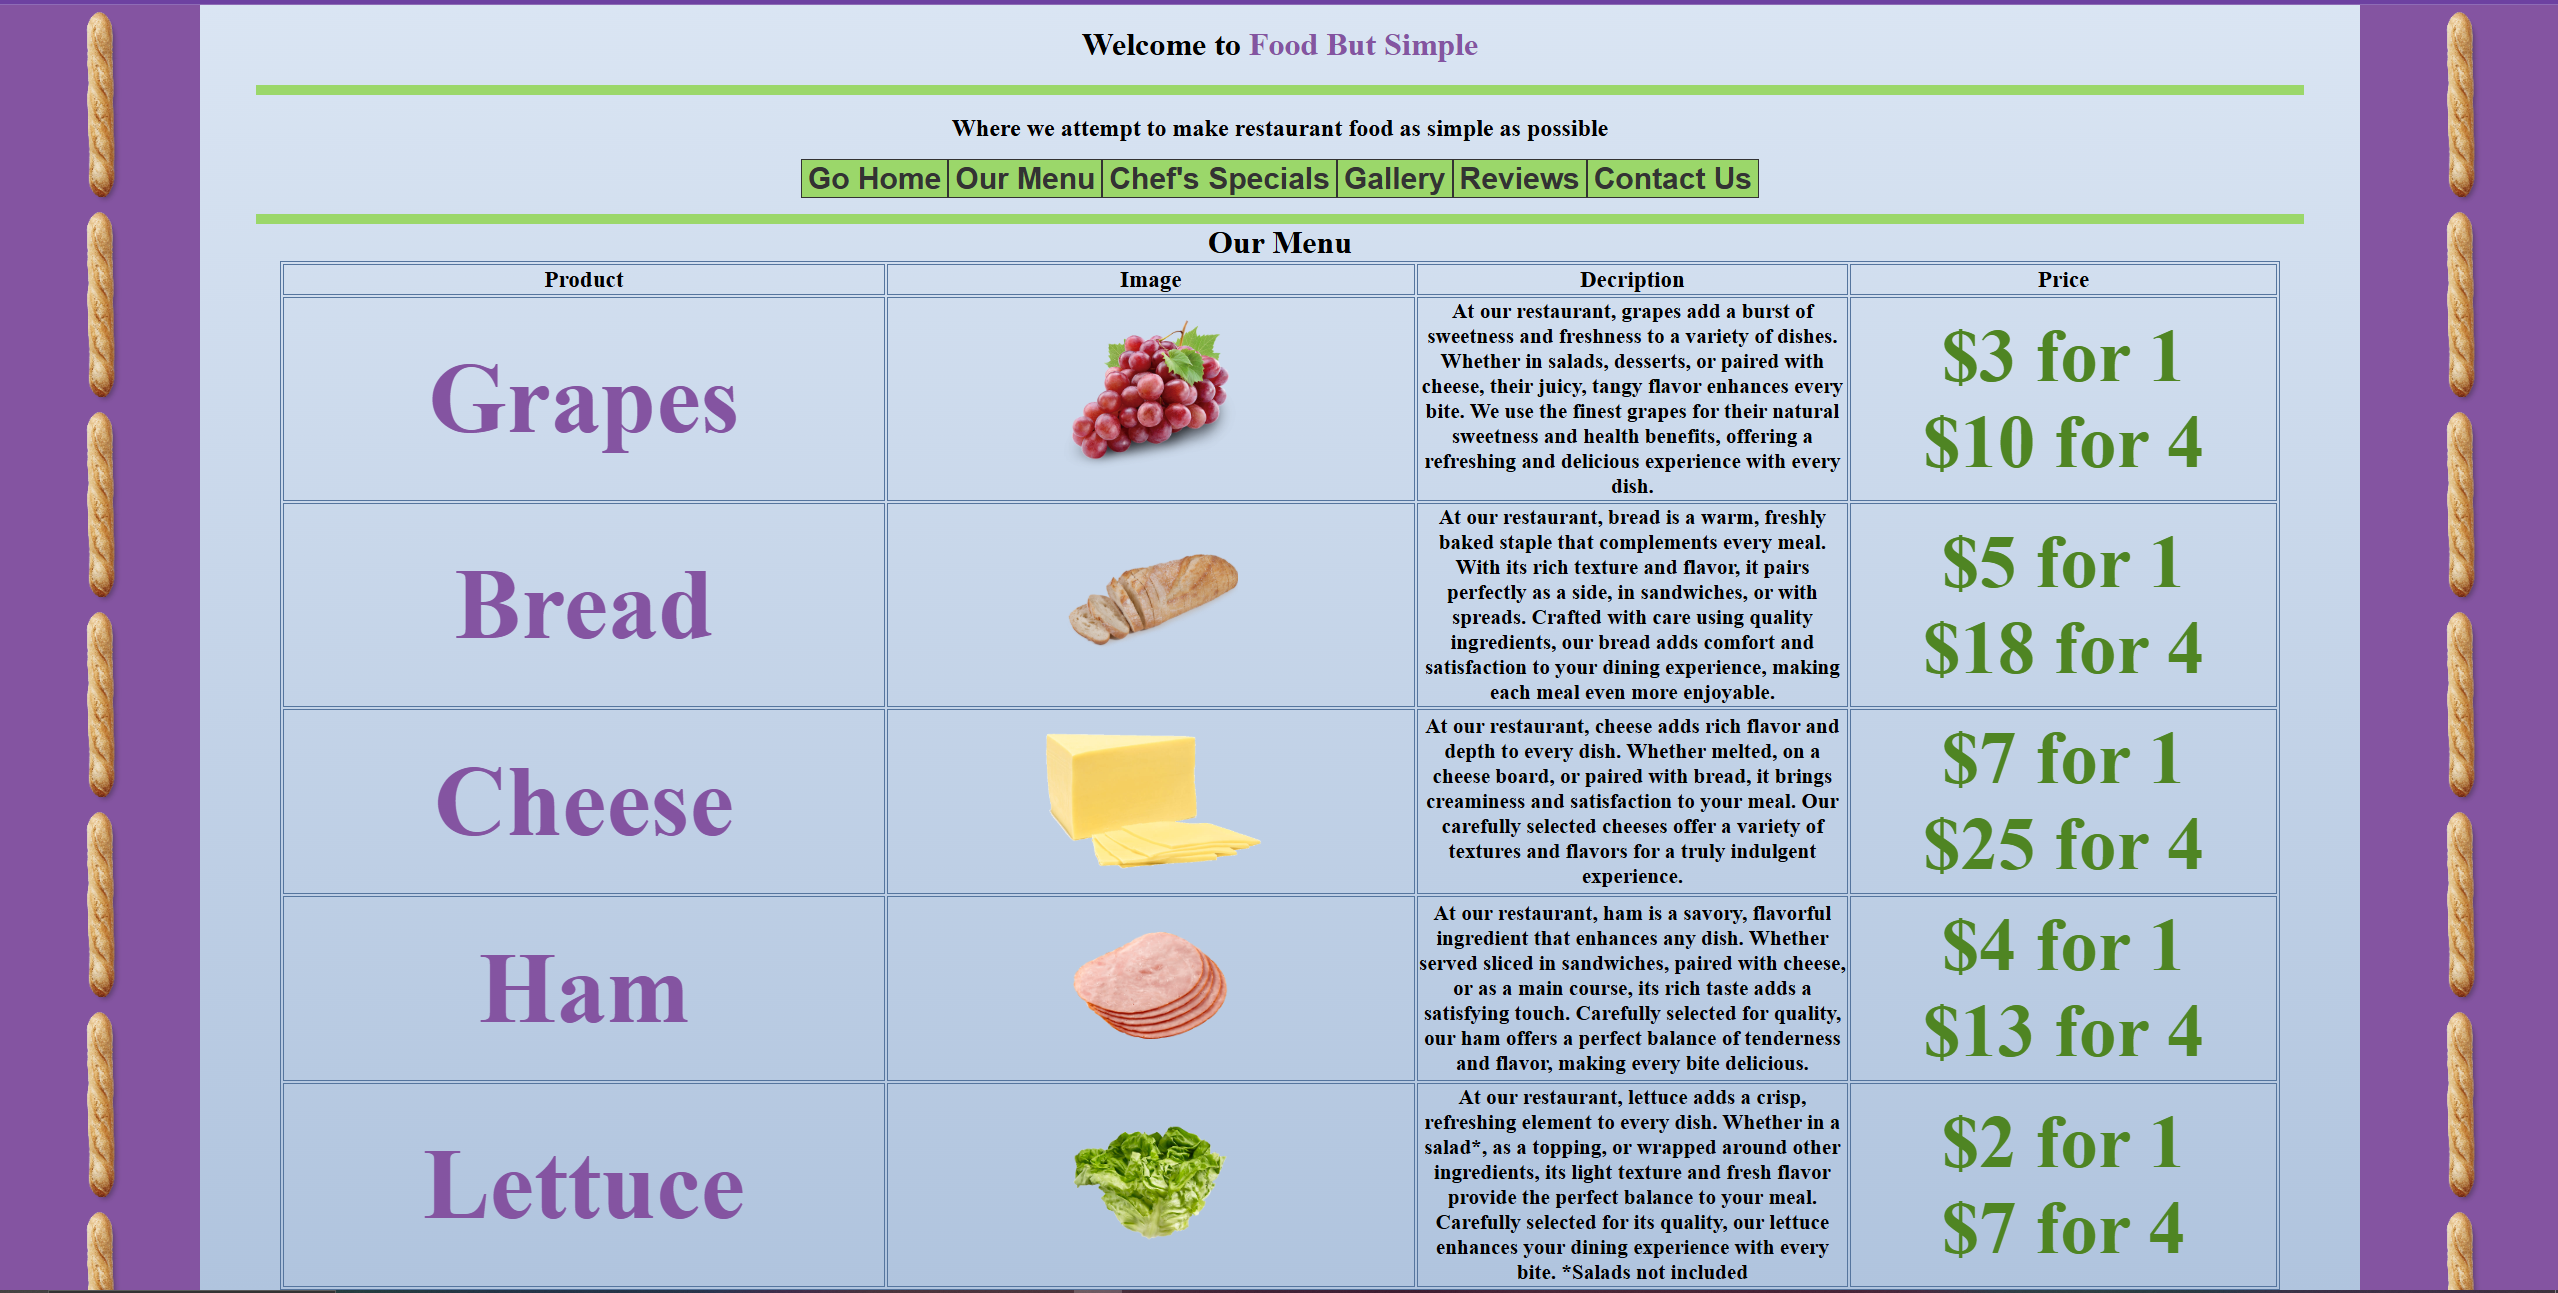 Welcome to Food But Simple
Where we attempt to make restaurant food as simple as possible
Go Home Our Menu Chef's Specials Gallery Reviews Contact Us
Our Menu
Product Image Decription Price
Grapes
At our restaurant, grapes add a burst of
sweetness and freshness to a variety of dishes.
Whether in salads, desserts, or paired with
cheese, their juicy, tangy flavor enhances every
bite. We use the finest grapes for their natural
sweetness and health benefits, offering a
refreshing and delicious experience with every
dish.
$3 for 1
$10 for 4
Bread
At our restaurant, bread is a warm, freshly
baked staple that complements every meal.
With its rich texture and flavor, it pairs
perfectly as a side, in sandwiches, or with
spreads. Crafted with care using quality
ingredients, our bread adds comfort and
satisfaction to your dining experience, making
each meal even more enjoyable.
$5 for 1
$18 for 4
Cheese
At our restaurant, cheese adds rich flavor and
depth to every dish. Whether melted, on a
cheese board, or paired with bread, it brings
creaminess and satisfaction to your meal. Our
carefully selected cheeses offer a variety of
textures and flavors for a truly indulgent
experience.
$7 for 1
$25 for 4
Ham
At our restaurant, ham is a savory, flavorful
ingredient that enhances any dish. Whether
served sliced in sandwiches, paired with cheese,
or as a main course, its rich taste adds a
satisfying touch. Carefully selected for quality,
our ham offers a perfect balance of tenderness
and flavor, making every bite delicious.
$4 for 1
$13 for 4
Lettuce
At our restaurant, lettuce adds a crisp,
refreshing element to every dish. Whether in a
salad*, as a topping, or wrapped around other
ingredients, its light texture and fresh flavor
provide the perfect balance to your meal.
Carefully selected for its quality, our lettuce
enhances your dining experience with every
bite. *Salads not included
$2 for 1
$7 for 4